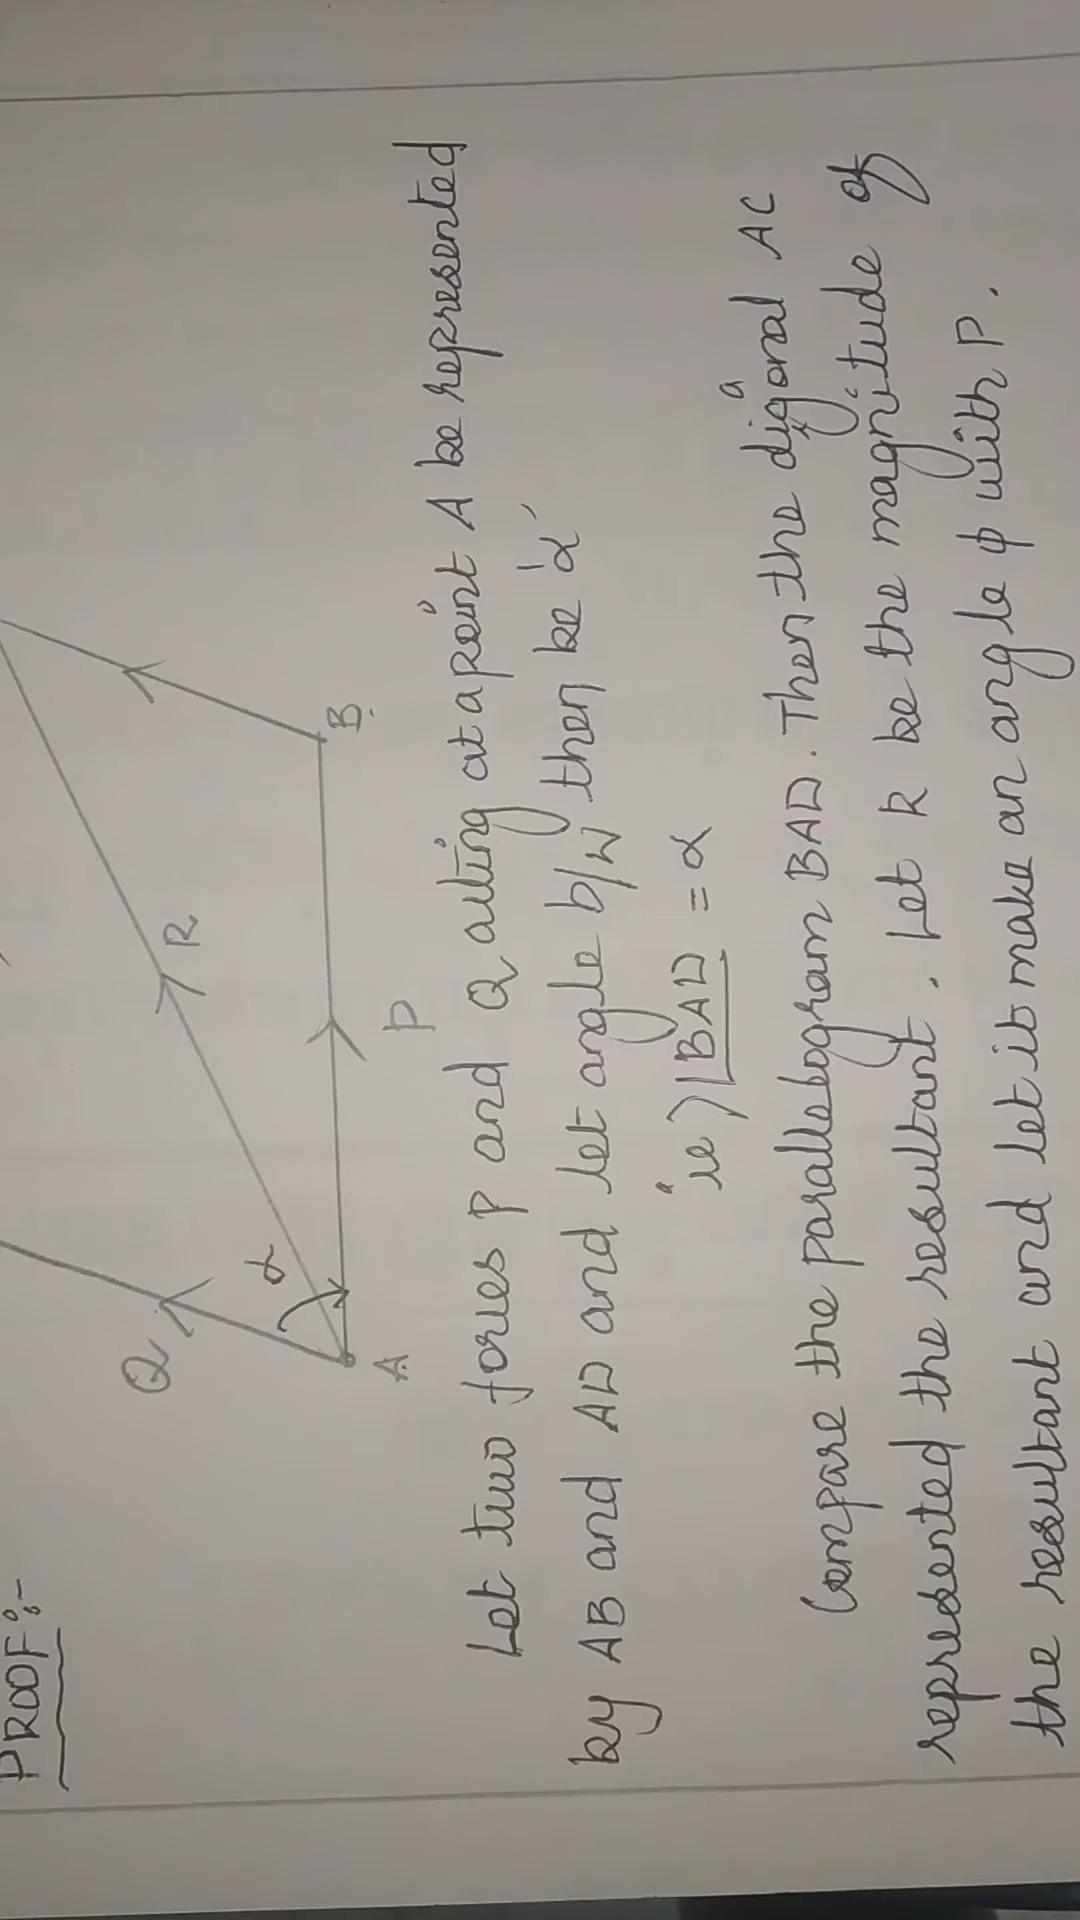 PROOF:-
Q
α
R
A
P
B
Let two forces P and Q acting at a point A be represented
by AB and AD and let angle b/w then be 'α'
ie) ∠BAD = α
Compare the parallelogram BAD. Then the digonal AC
a
represented the resultant. Let R be the magnitude of
the resultant and let it make an angle φ with P.